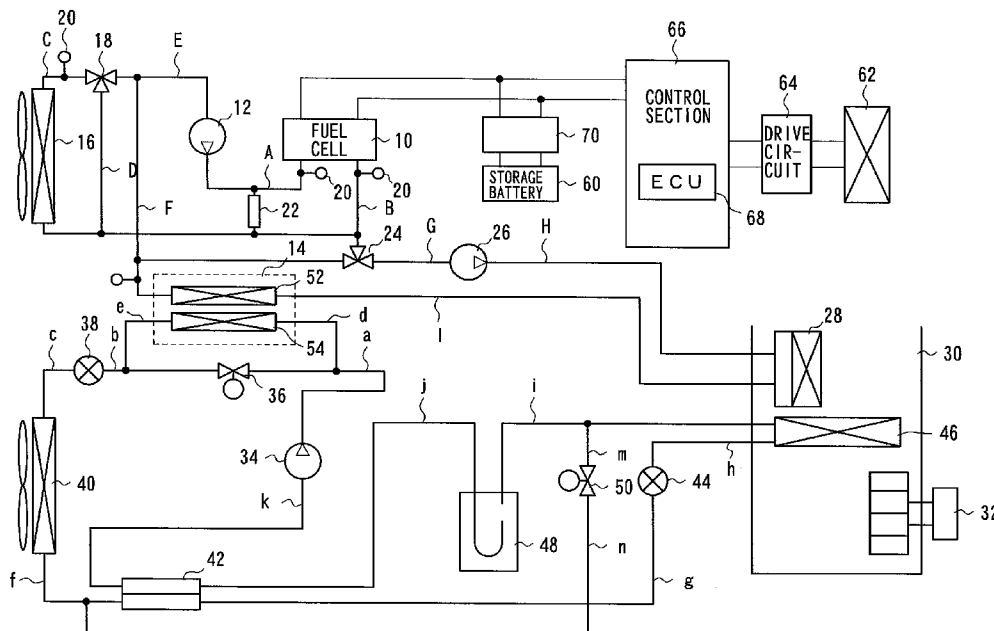 20
C
18
E
66
64
62
12
FUEL
CELL
10
CONTROL
SECTION
DRIVE
CIR-
CUIT
16
70
D
A
20
20
STORAGE
BATTERY
60
ECU
68
F
22
B
24
G
26
H
14
52
e
d
I
28
30
c
38
b
54
a
36
j
i
34
m
h
46
40
k
50
44
32
48
n
g
f
42